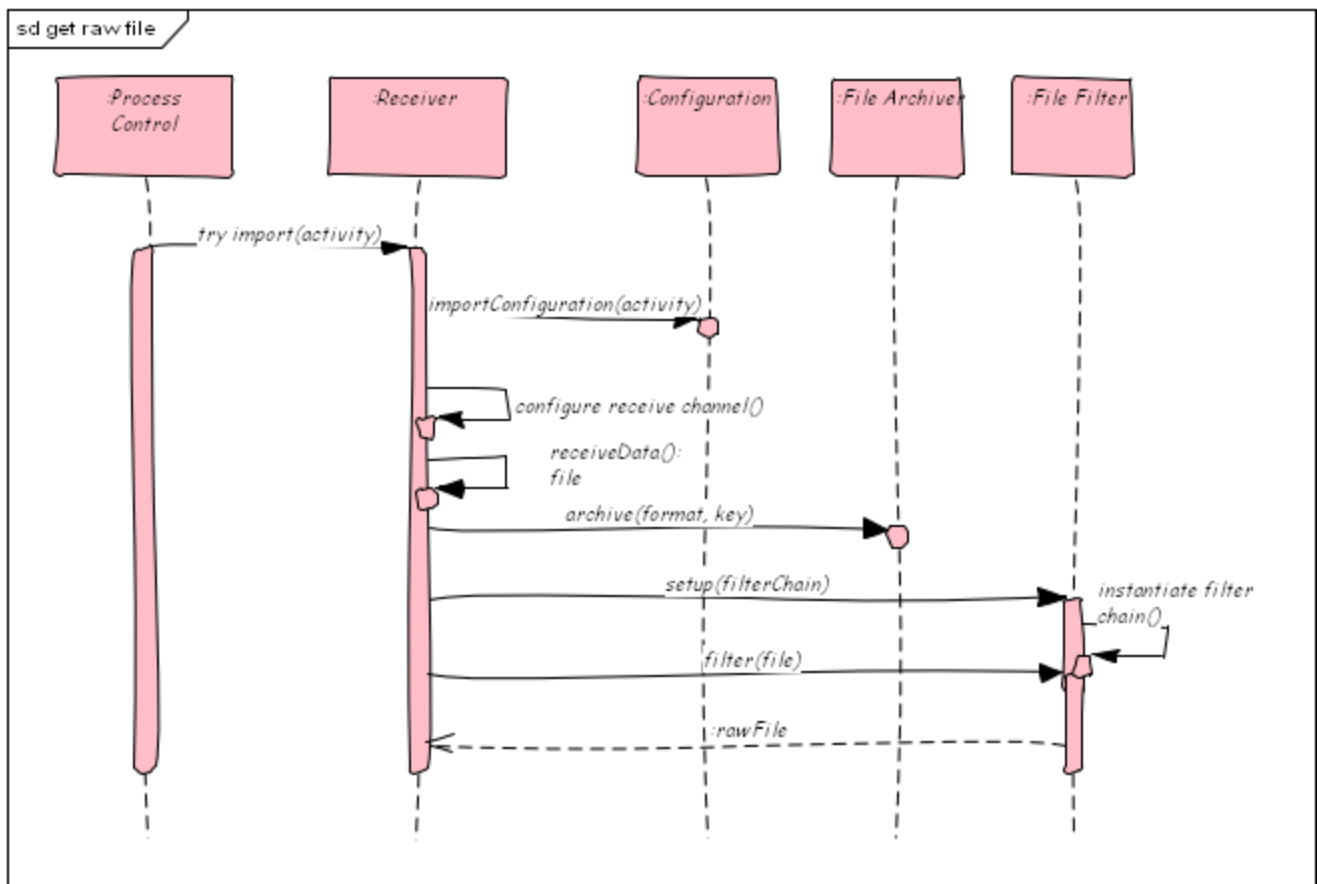 sd get raw file
:Process
Control
:Receiver
:Configuration
:File Archiver
:File Filter
try import(activity)
importConfiguration(activity)
configure receive channel()
receiveData():
file
archive(format, key)
setup(filterChain)
instantiate filter
chain()
filter(file)
:rawFile